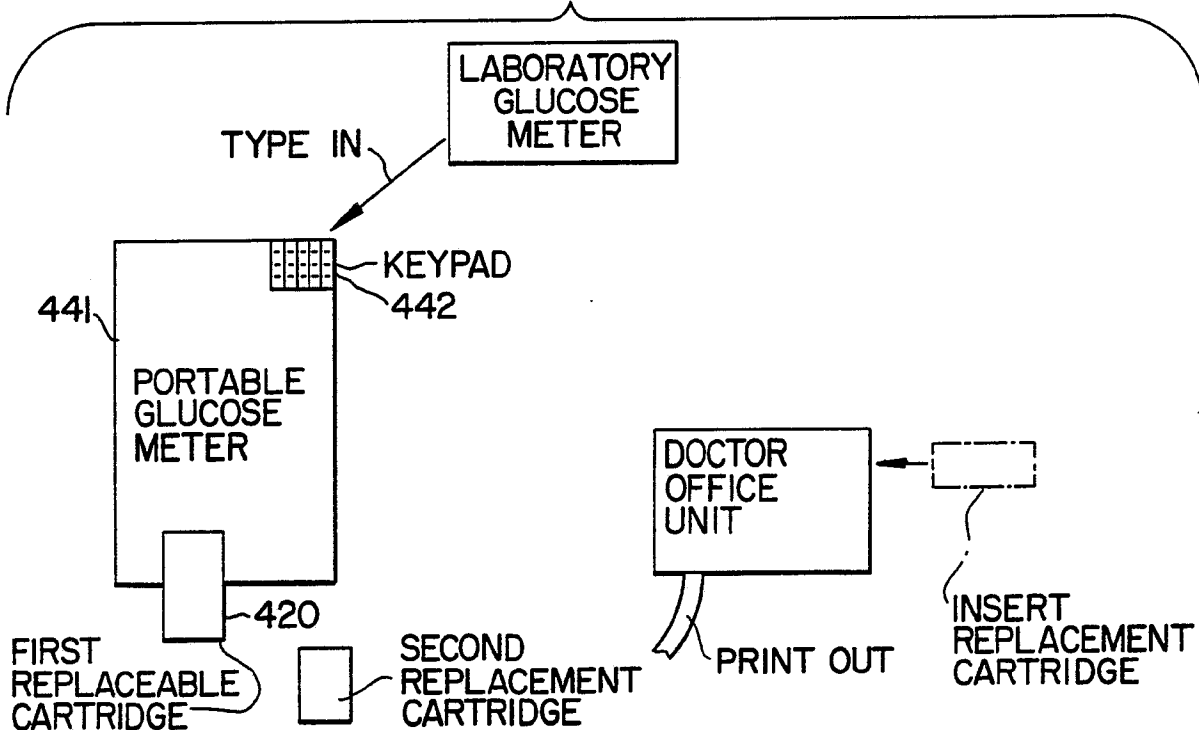 LABORATORY
GLUCOSE
METER
TYPE IN
KEYPAD
442
441
PORTABLE
GLUCOSE
METER
DOCTOR
OFFICE
UNIT
420
FIRST
REPLACEABLE
CARTRIDGE
SECOND
REPLACEMENT
CARTRIDGE
PRINT OUT
INSERT
REPLACEMENT
CARTRIDGE